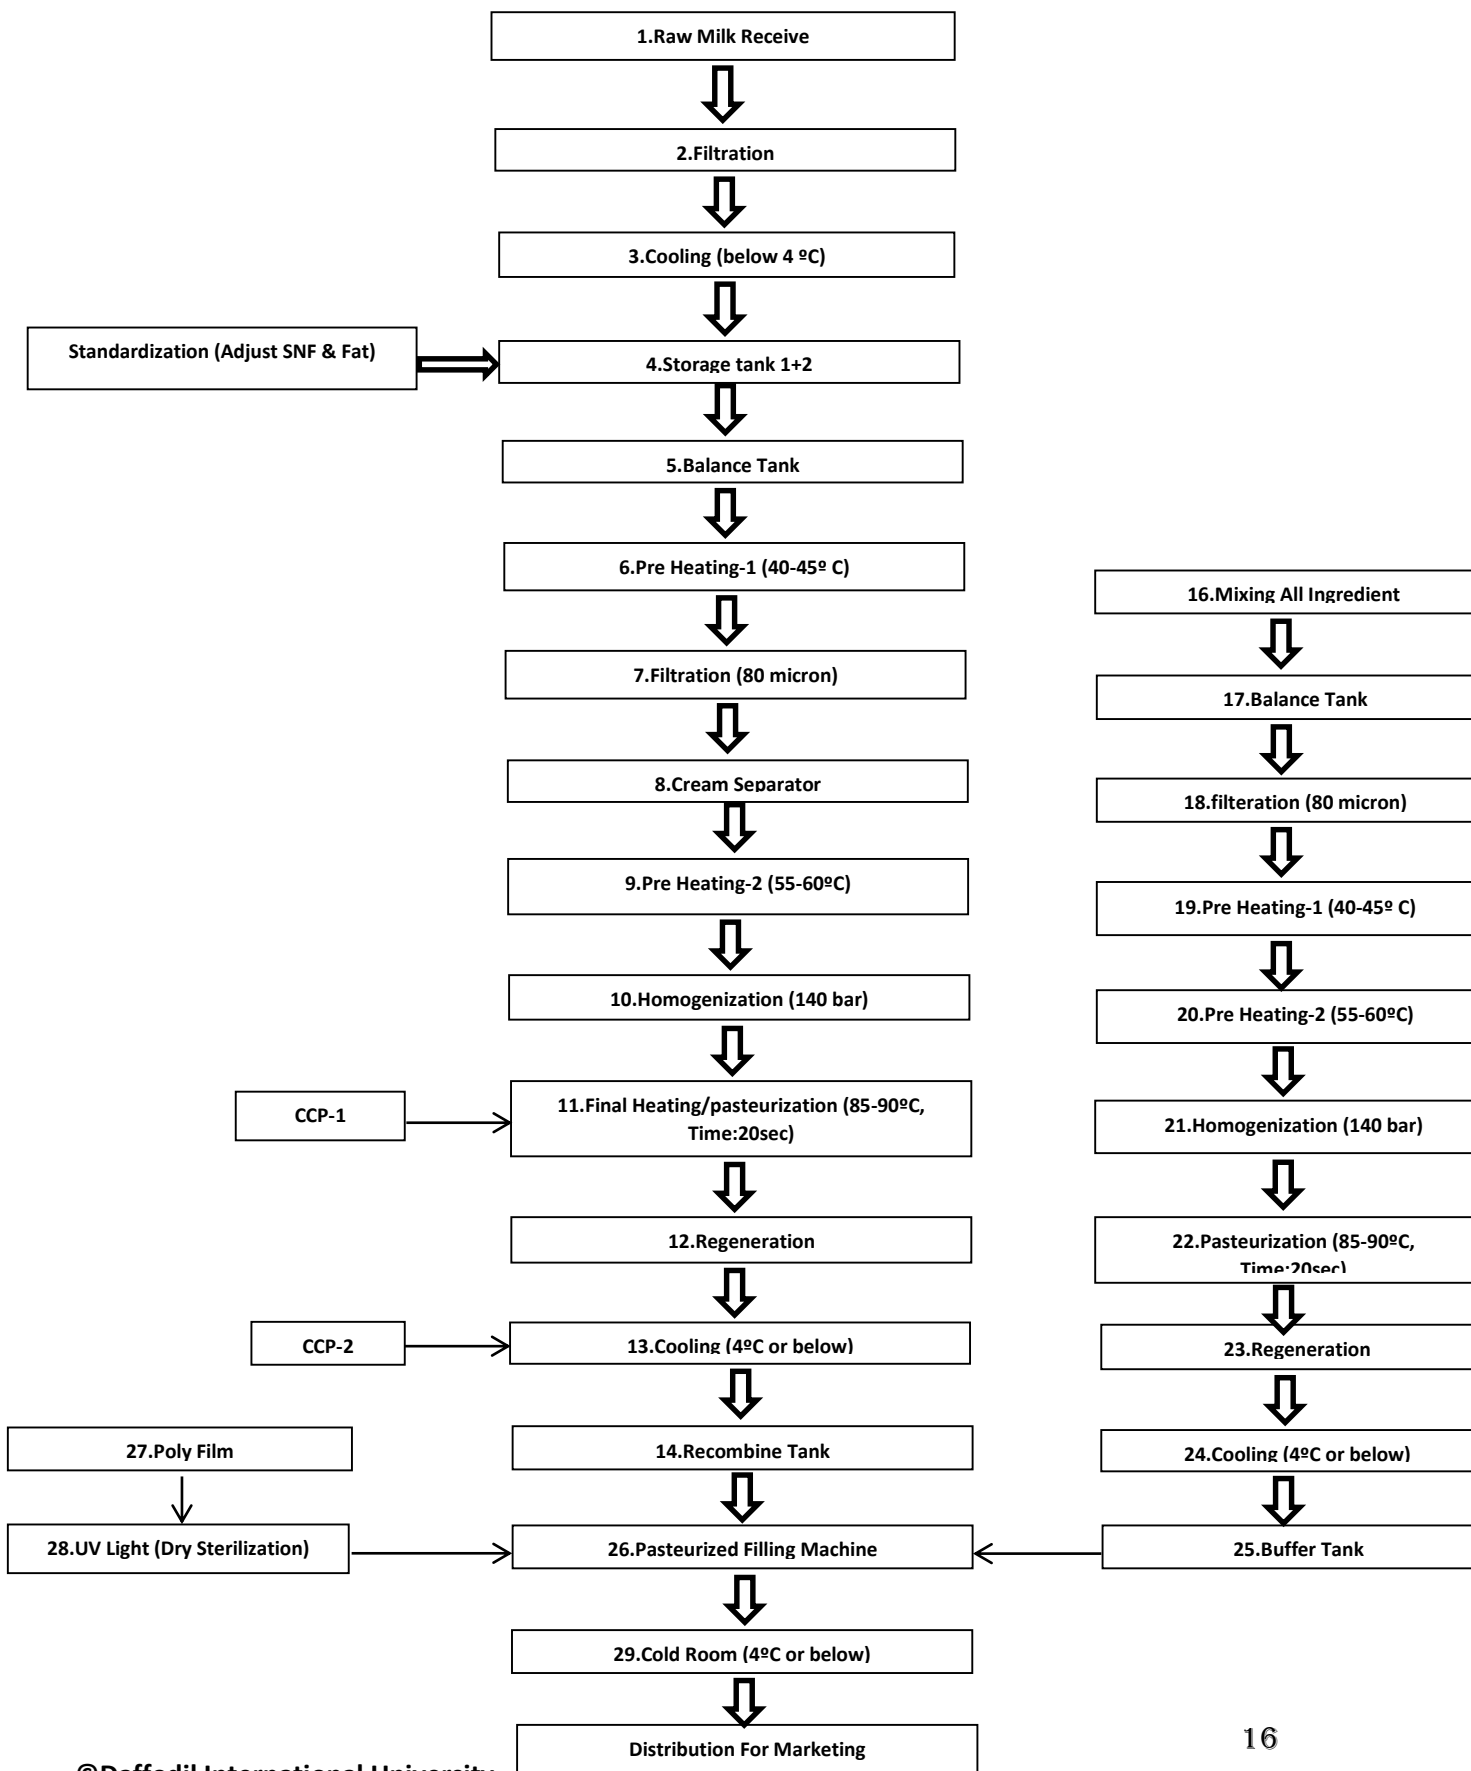 1.Raw Milk Receive
2.Filtration
3.Cooling (below 4 ºC)
Standardization (Adjust SNF & Fat)
4.Storage tank 1+2
5.Balance Tank
6.Pre Heating-1 (40-45º C)
7.Filtration (80 micron)
8.Cream Separator
9.Pre Heating-2 (55-60ºC)
10.Homogenization (140 bar)
CCP-1
11.Final Heating/pasteurization (85-90ºC,
Time:20sec)
12.Regeneration
CCP-2
13.Cooling (4ºC or below)
14.Recombine Tank
16.Mixing All Ingredient
17.Balance Tank
18.filteration (80 micron)
19.Pre Heating-1 (40-45º C)
20.Pre Heating-2 (55-60ºC)
21.Homogenization (140 bar)
22.Pasteurization (85-90ºC,
Time:20sec)
23.Regeneration
24.Cooling (4ºC or below)
25.Buffer Tank
27.Poly Film
28.UV Light (Dry Sterilization)
26.Pasteurized Filling Machine
29.Cold Room (4ºC or below)
Distribution For Marketing
16
©Daffodil International University